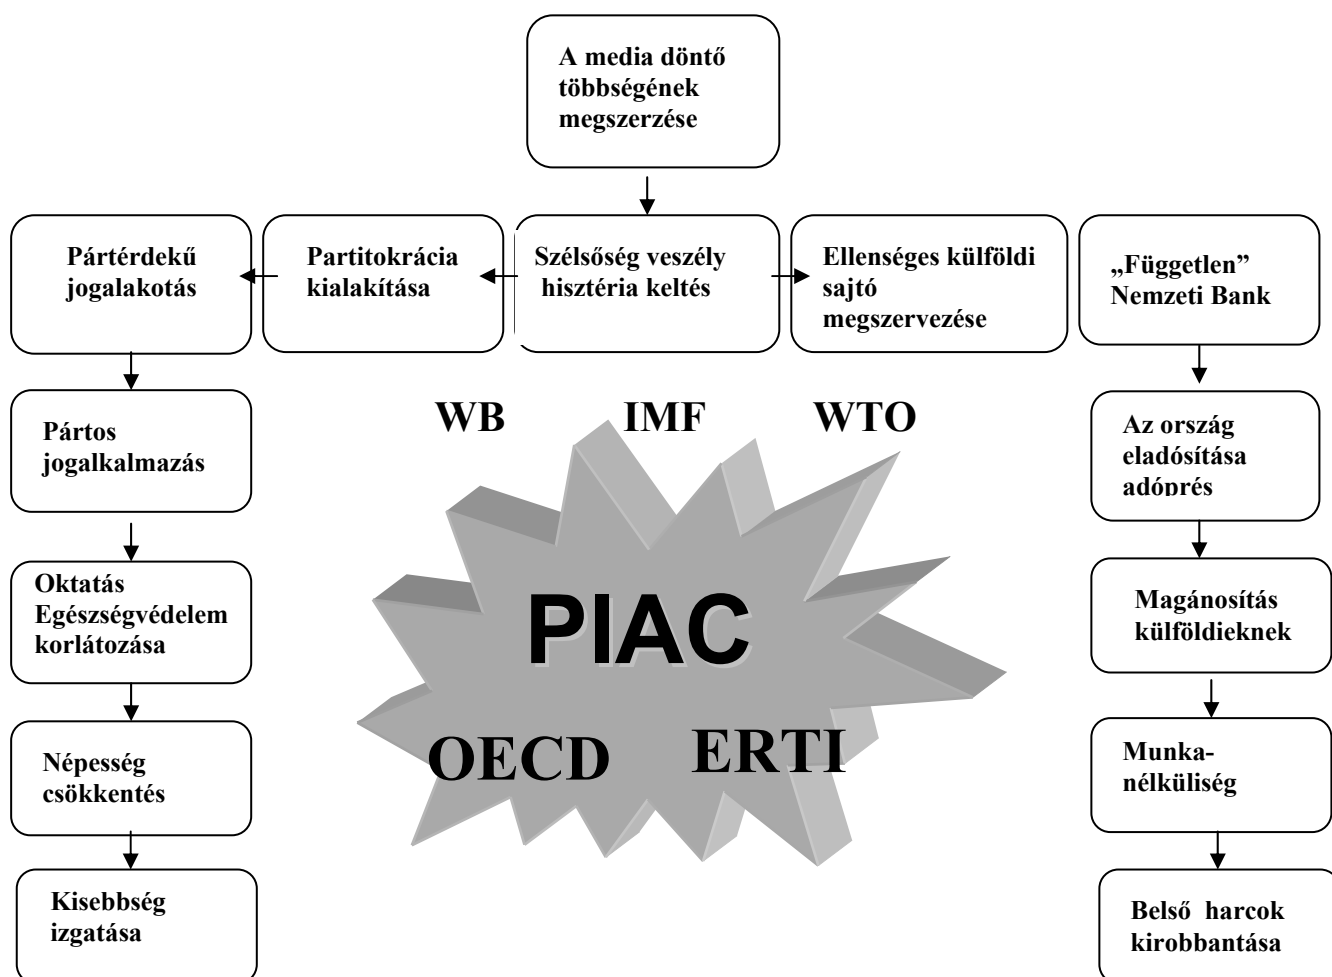 A media döntő
többségének
megszerzése
Pártérdekű
jogalakotás
Partitokrácia
kialakítása
Szélsőség veszély
hisztéria keltés
Ellenséges külföldi
sajtó
megszervezése
„Független”
Nemzeti Bank
WB IMF WTO
Pártos
jogalkalmazás
Az ország
eladósítása
adóprés
Oktatás
Egészségvédelem
korlátozása
PIAC
Magánosítás
külföldieknek
OECD ERTI
Népesség
csökkentés
Munka-
nélküliség
Kisebbség
izgatása
Belső harcok
kirobbantása